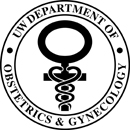 UW DEPARTMENT OF
OBSTETRICS & GYNECOLOGY